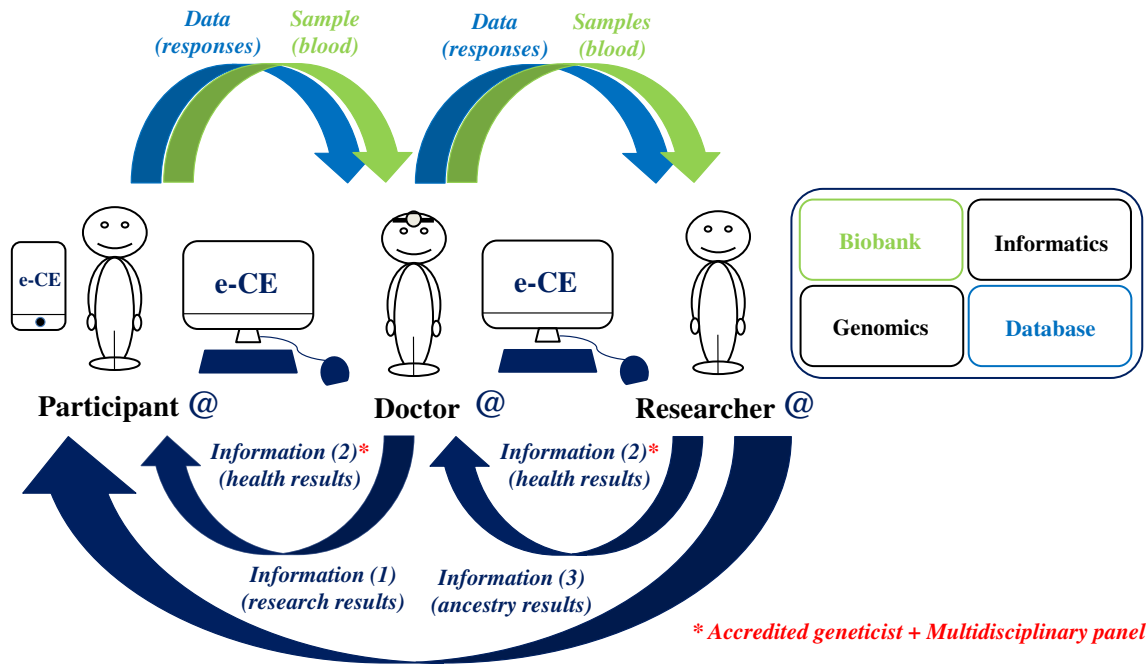 Data
(responses)
Sample
(blood)
Data
(responses)
Samples
(blood)
e-CE
e-CE
e-CE
Biobank
Informatics
Genomics
Database
Participant @
Doctor @
Researcher @
Information (2)*
(health results)
Information (2)*
(health results)
Information (1)
(research results)
Information (3)
(ancestry results)
* Accredited geneticist + Multidisciplinary panel